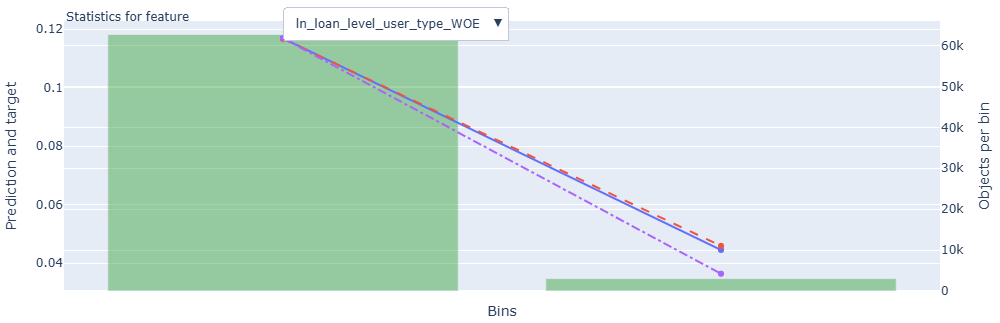 Statistics for feature
ln_loan_level_user_type_WOE ▼
0.12
0.1
0.08
0.06
0.04
Prediction and target
60k
50k
40k
30k
20k
10k
0
Objects per bin
Bins